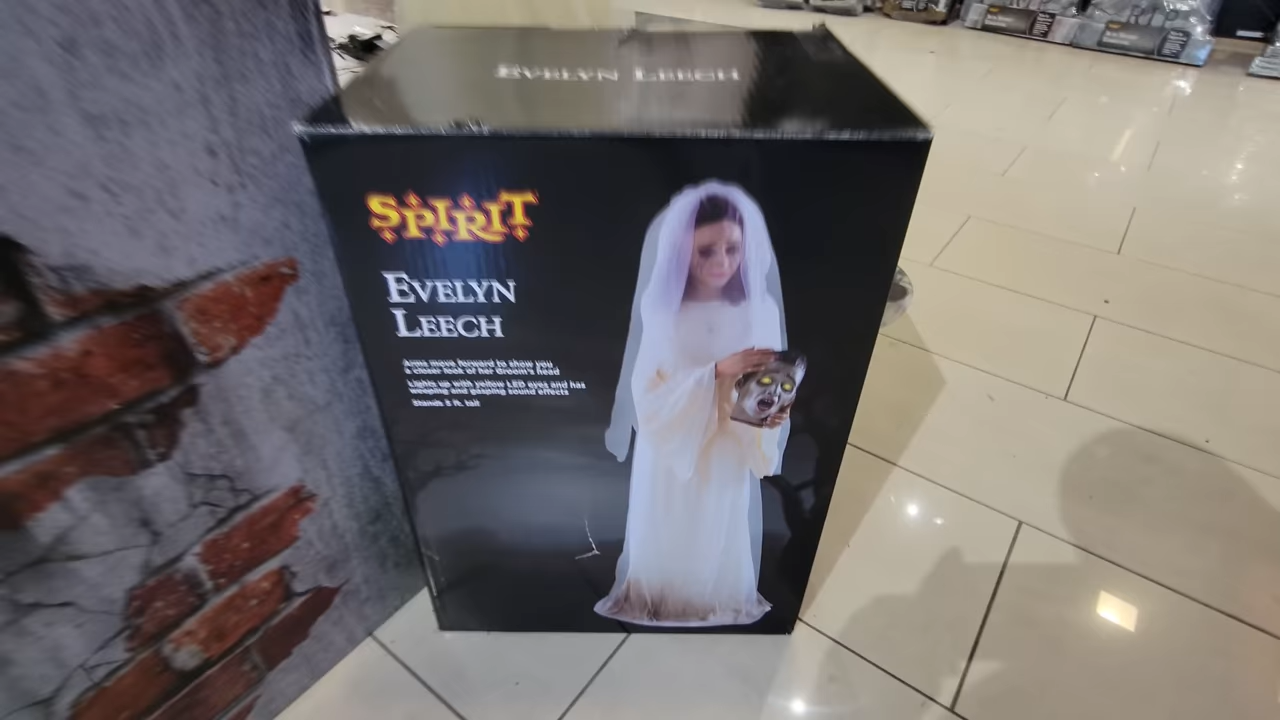 EVELYN LEECH
SPIRIT
EVELYN
LEECH
Arms move forward to show you
a closer look of her Groom's head
Lights up with yellow LED eyes and has
weeping and gasping sound effects
Stands 5 ft. tall